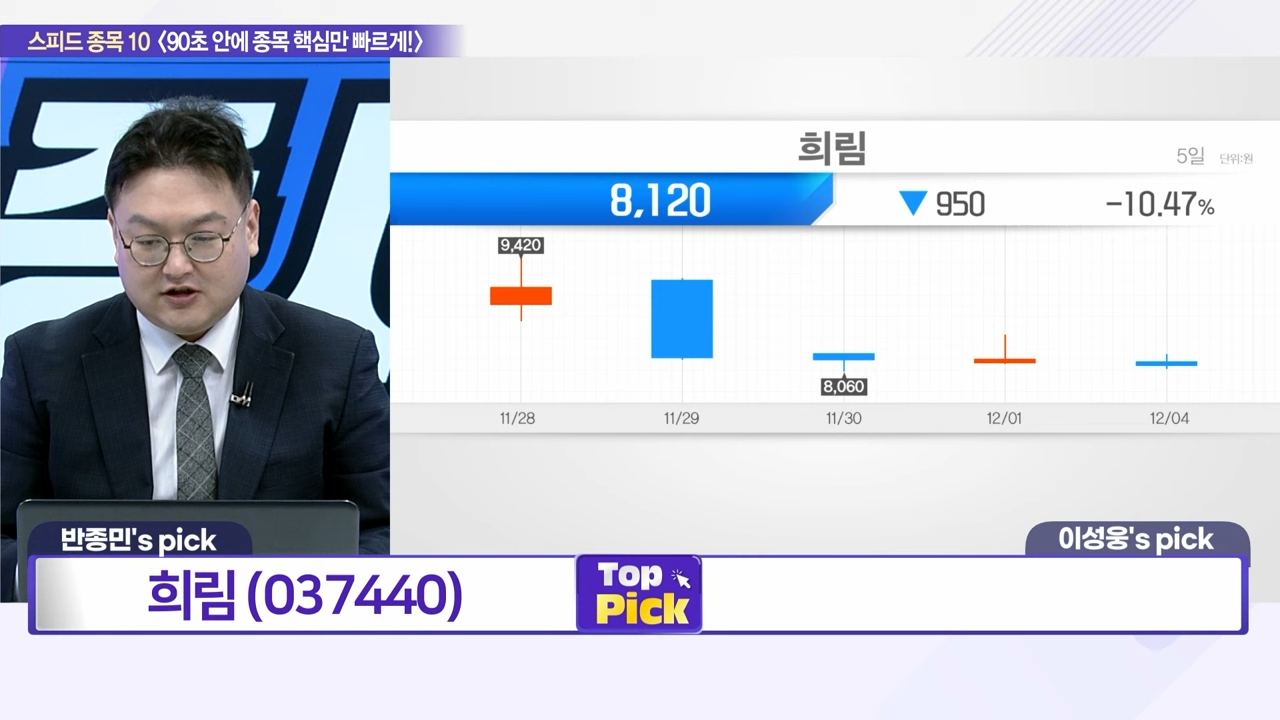 스피드 종목 10 〈90초 안에 종목 핵심만 빠르게!〉
희림
5일 단위:원
8,120 ▼ 950 -10.47%
9,420
8,060
11/28 11/29 11/30 12/01 12/04
반종민's pick
이성웅's pick
희림 (037440)
Top
Pick